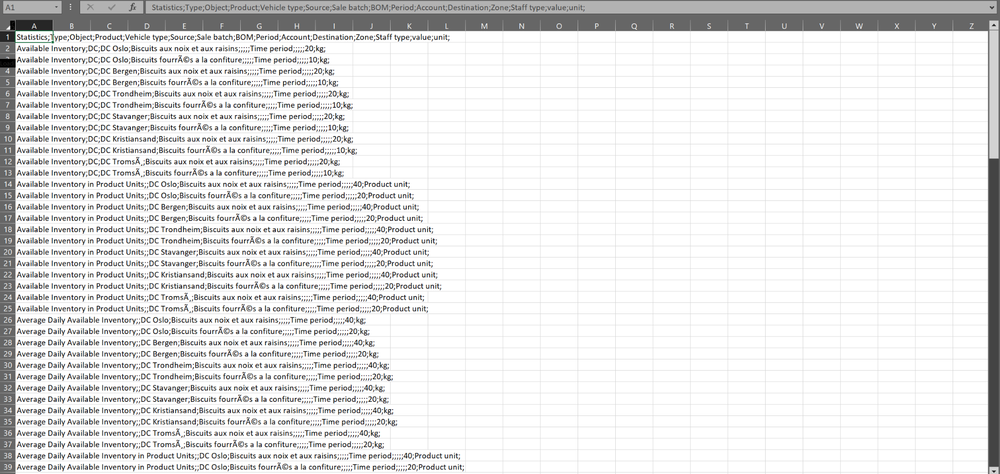 A1 fx Statistics;Type;Object;Product;Vehicle type;Source;Sale batch;BOM;Period;Account;Destination;Zone;Staff type;value;unit;
A B C D E F G H I J K L M N O P Q R S T U V W X Y Z
1 Statistics;Type;Object;Product;Vehicle type;Source;Sale batch;BOM;Period;Account;Destination;Zone;Staff type;value;unit;
2 Available Inventory;DC;DC Oslo;Biscuits aux noix et aux raisins;;;;;Time period;;;;;20;kg;
Available Inventory;DC;DC Oslo;Biscuits fourrÃ©s a la confiture;;;;;Time period;;;;;10;kg;
4 Available Inventory;DC;DC Bergen;Biscuits aux noix et aux raisins;;;;;Time period;;;;;20;kg;
5 Available Inventory;DC;DC Bergen;Biscuits fourrÃ©s a la confiture;;;;;Time period;;;;;10;kg;
6 Available Inventory;DC;DC Trondheim;Biscuits aux noix et aux raisins;;;;;Time period;;;;;20;kg;
7 Available Inventory;DC;DC Trondheim;Biscuits fourrÃ©s a la confiture;;;;;Time period;;;;;10;kg;
8 Available Inventory;DC;DC Stavanger;Biscuits aux noix et aux raisins;;;;;Time period;;;;;20;kg;
9 Available Inventory;DC;DC Stavanger;Biscuits fourrÃ©s a la confiture;;;;;Time period;;;;;10;kg;
10 Available Inventory;DC;DC Kristiansand;Biscuits aux noix et aux raisins;;;;;Time period;;;;;20;kg;
11 Available Inventory;DC;DC Kristiansand;Biscuits fourrÃ©s a la confiture;;;;;Time period;;;;;10;kg;
12 Available Inventory;DC;DC TromsÃ¸;Biscuits aux noix et aux raisins;;;;;Time period;;;;;20;kg;
13 Available Inventory;DC;DC TromsÃ¸;Biscuits fourrÃ©s a la confiture;;;;;Time period;;;;;10;kg;
14 Available Inventory in Product Units;;DC Oslo;Biscuits aux noix et aux raisins;;;;;Time period;;;;;40;Product unit;
15 Available Inventory in Product Units;;DC Oslo;Biscuits fourrÃ©s a la confiture;;;;;Time period;;;;;20;Product unit;
16 Available Inventory in Product Units;;DC Bergen;Biscuits aux noix et aux raisins;;;;;Time period;;;;;40;Product unit;
17 Available Inventory in Product Units;;DC Bergen;Biscuits fourrÃ©s a la confiture;;;;;Time period;;;;;20;Product unit;
18 Available Inventory in Product Units;;DC Trondheim;Biscuits aux noix et aux raisins;;;;;Time period;;;;;40;Product unit;
19 Available Inventory in Product Units;;DC Trondheim;Biscuits fourrÃ©s a la confiture;;;;;Time period;;;;;20;Product unit;
20 Available Inventory in Product Units;;DC Stavanger;Biscuits aux noix et aux raisins;;;;;Time period;;;;;40;Product unit;
21 Available Inventory in Product Units;;DC Stavanger;Biscuits fourrÃ©s a la confiture;;;;;Time period;;;;;20;Product unit;
22 Available Inventory in Product Units;;DC Kristiansand;Biscuits aux noix et aux raisins;;;;;Time period;;;;;40;Product unit;
23 Available Inventory in Product Units;;DC Kristiansand;Biscuits fourrÃ©s a la confiture;;;;;Time period;;;;;20;Product unit;
24 Available Inventory in Product Units;;DC TromsÃ¸;Biscuits aux noix et aux raisins;;;;;Time period;;;;;40;Product unit;
25 Available Inventory in Product Units;;DC TromsÃ¸;Biscuits fourrÃ©s a la confiture;;;;;Time period;;;;;20;Product unit;
26 Average Daily Available Inventory;;DC Oslo;Biscuits aux noix et aux raisins;;;;;Time period;;;;;40;kg;
27 Average Daily Available Inventory;;DC Oslo;Biscuits fourrÃ©s a la confiture;;;;;Time period;;;;;20;kg;
28 Average Daily Available Inventory;;DC Bergen;Biscuits aux noix et aux raisins;;;;;Time period;;;;;40;kg;
29 Average Daily Available Inventory;;DC Bergen;Biscuits fourrÃ©s a la confiture;;;;;Time period;;;;;20;kg;
30 Average Daily Available Inventory;;DC Trondheim;Biscuits aux noix et aux raisins;;;;;Time period;;;;;40;kg;
31 Average Daily Available Inventory;;DC Trondheim;Biscuits fourrÃ©s a la confiture;;;;;Time period;;;;;20;kg;
32 Average Daily Available Inventory;;DC Stavanger;Biscuits aux noix et aux raisins;;;;;Time period;;;;;40;kg;
33 Average Daily Available Inventory;;DC Stavanger;Biscuits fourrÃ©s a la confiture;;;;;Time period;;;;;20;kg;
34 Average Daily Available Inventory;;DC Kristiansand;Biscuits aux noix et aux raisins;;;;;Time period;;;;;40;kg;
35 Average Daily Available Inventory;;DC Kristiansand;Biscuits fourrÃ©s a la confiture;;;;;Time period;;;;;20;kg;
36 Average Daily Available Inventory;;DC TromsÃ¸;Biscuits aux noix et aux raisins;;;;;Time period;;;;;40;kg;
37 Average Daily Available Inventory;;DC TromsÃ¸;Biscuits fourrÃ©s a la confiture;;;;;Time period;;;;;20;kg;
38 Average Daily Available Inventory in Product Units;;DC Oslo;Biscuits aux noix et aux raisins;;;;;Time period;;;;;40;Product unit;
39 Average Daily Available Inventory in Product Units;;DC Oslo;Biscuits fourrÃ©s a la confiture;;;;;Time period;;;;;20;Product unit;